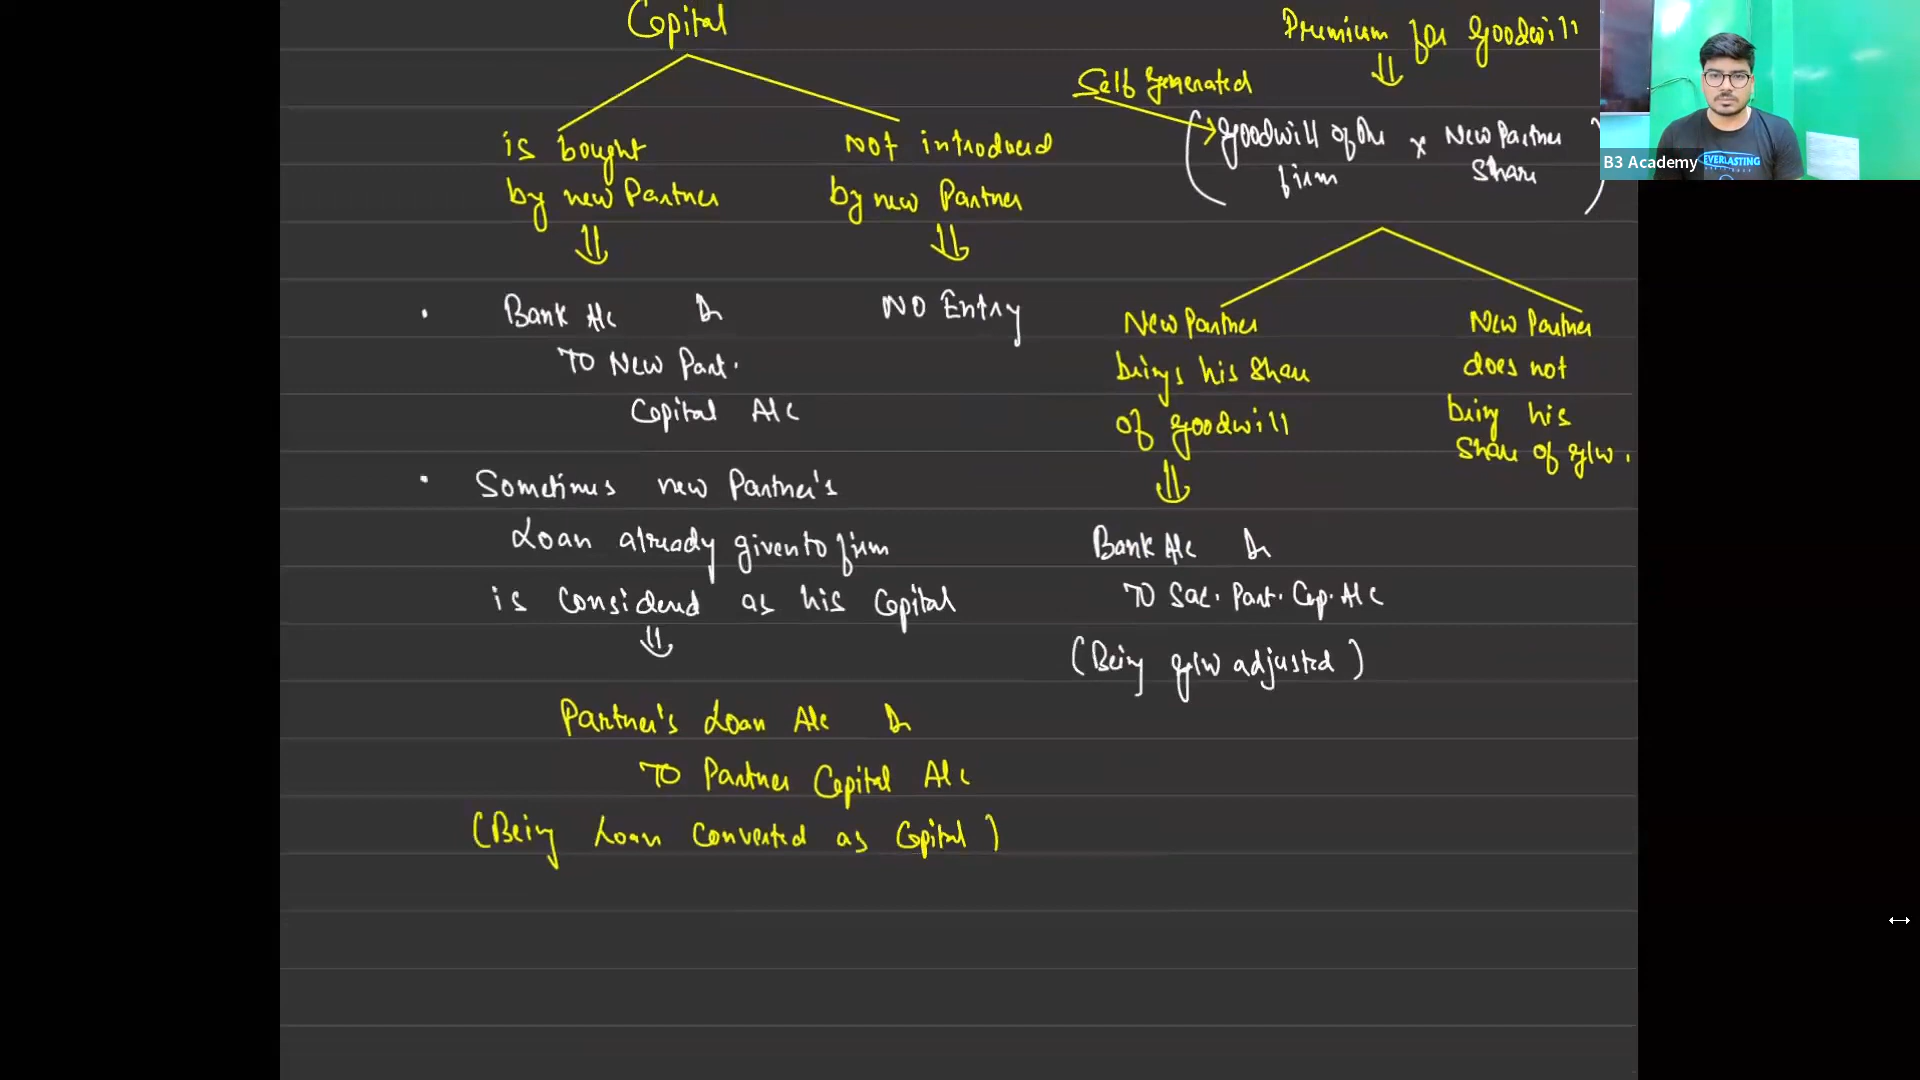 Capital
is bought
by new Partner
Not introduced
by new Partner
Bank A/c Dr
To New Part.
Capital A/c
NO Entry
Sometimes new Partner's
Loan already given to firm
is considered as his Capital
Partner's Loan A/c Dr
To Partner Capital A/c
(Being Loan Converted as Capital)
Premium for Goodwill
Self generated
(Goodwill of the × New Partner
firm Share)
New Partner
brings his Share
of Goodwill
New Partner
does not
bring his
Share of G/W.
Bank A/c Dr
To Sac. Part. Cap. A/c
(Being G/W adjusted)
B3 Academy
EVERLASTING